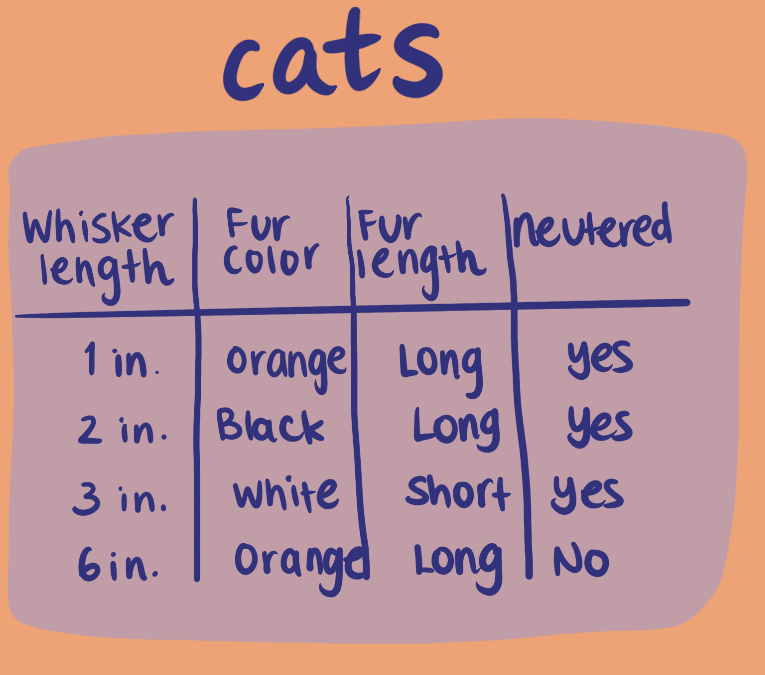 cats
Whisker length Fur color Fur length neutered
1 in. orange Long yes
2 in. Black Long yes
3 in. white Short yes
6 in. orange Long No